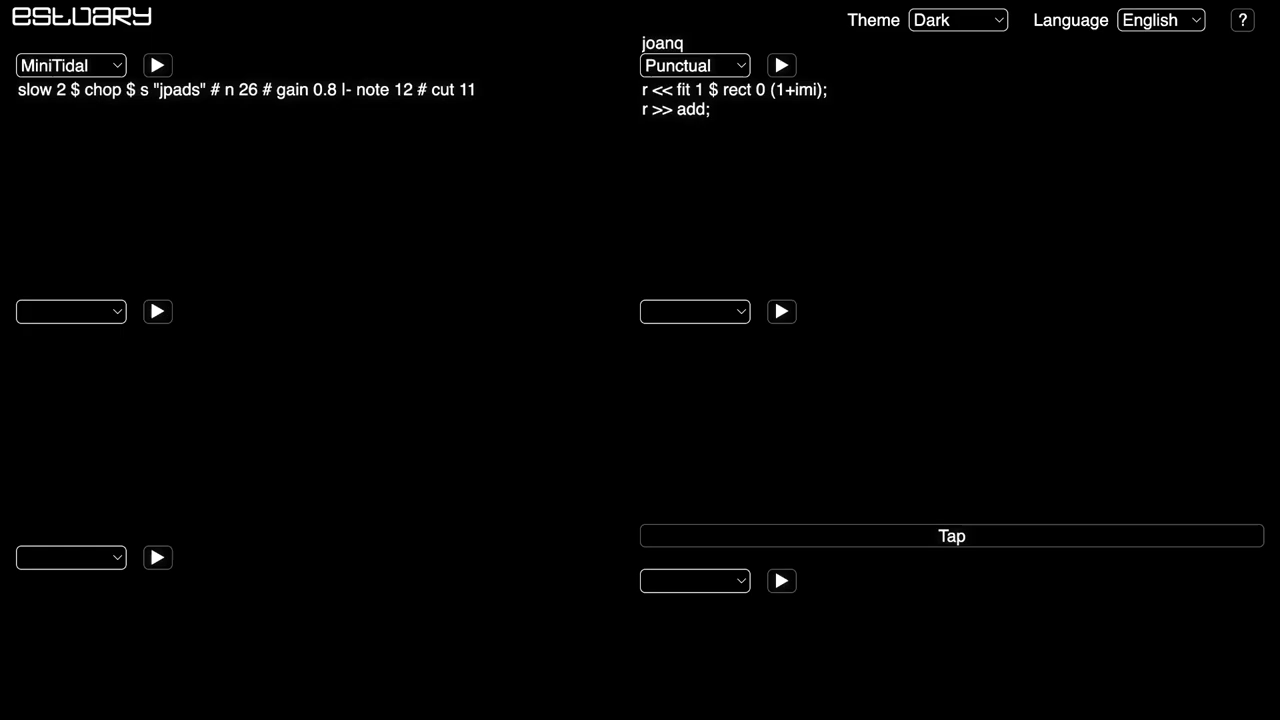 estuary
Theme Dark Language English ?
MiniTidal
slow 2 $ chop $ s "jpads" # n 26 # gain 0.8 |- note 12 # cut 11
joanq
Punctual
r << fit 1 $ rect 0 (1+imi);
r >> add;
Tap